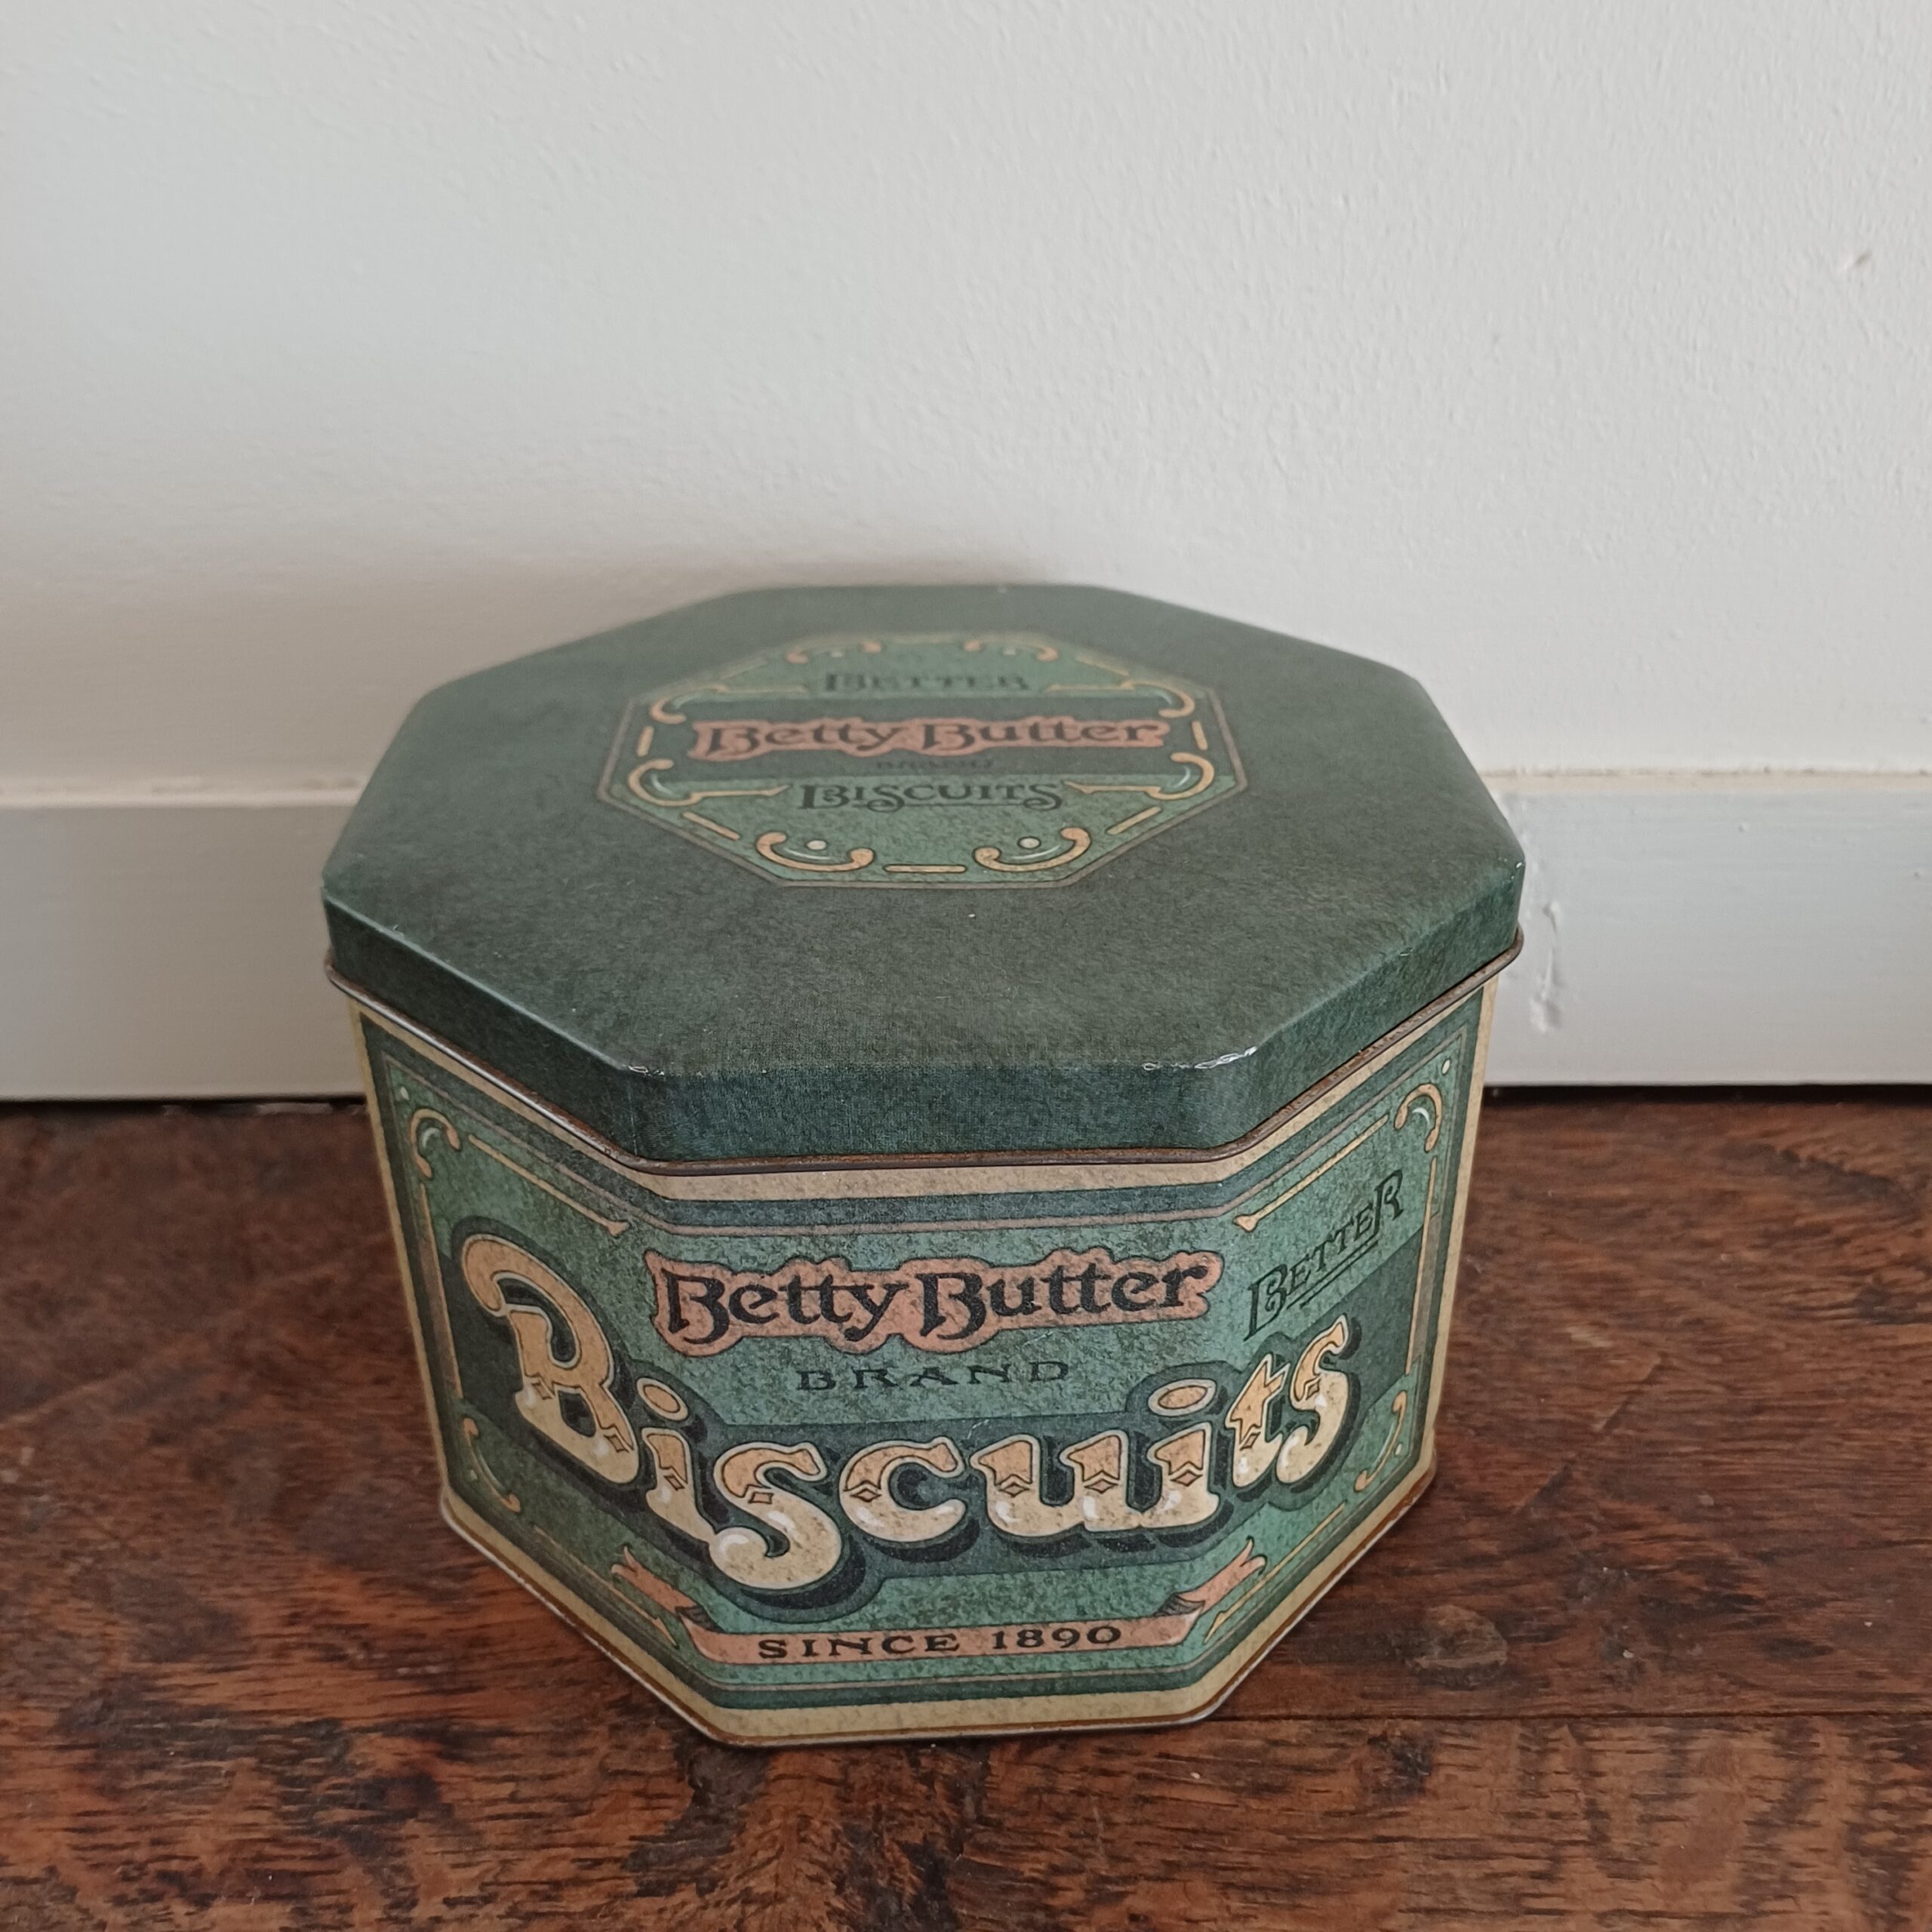 BETTER
Betty Butter
BRAND
BISCUITS
Betty Butter
BRAND
BETTER
Biscuits
SINCE 1890